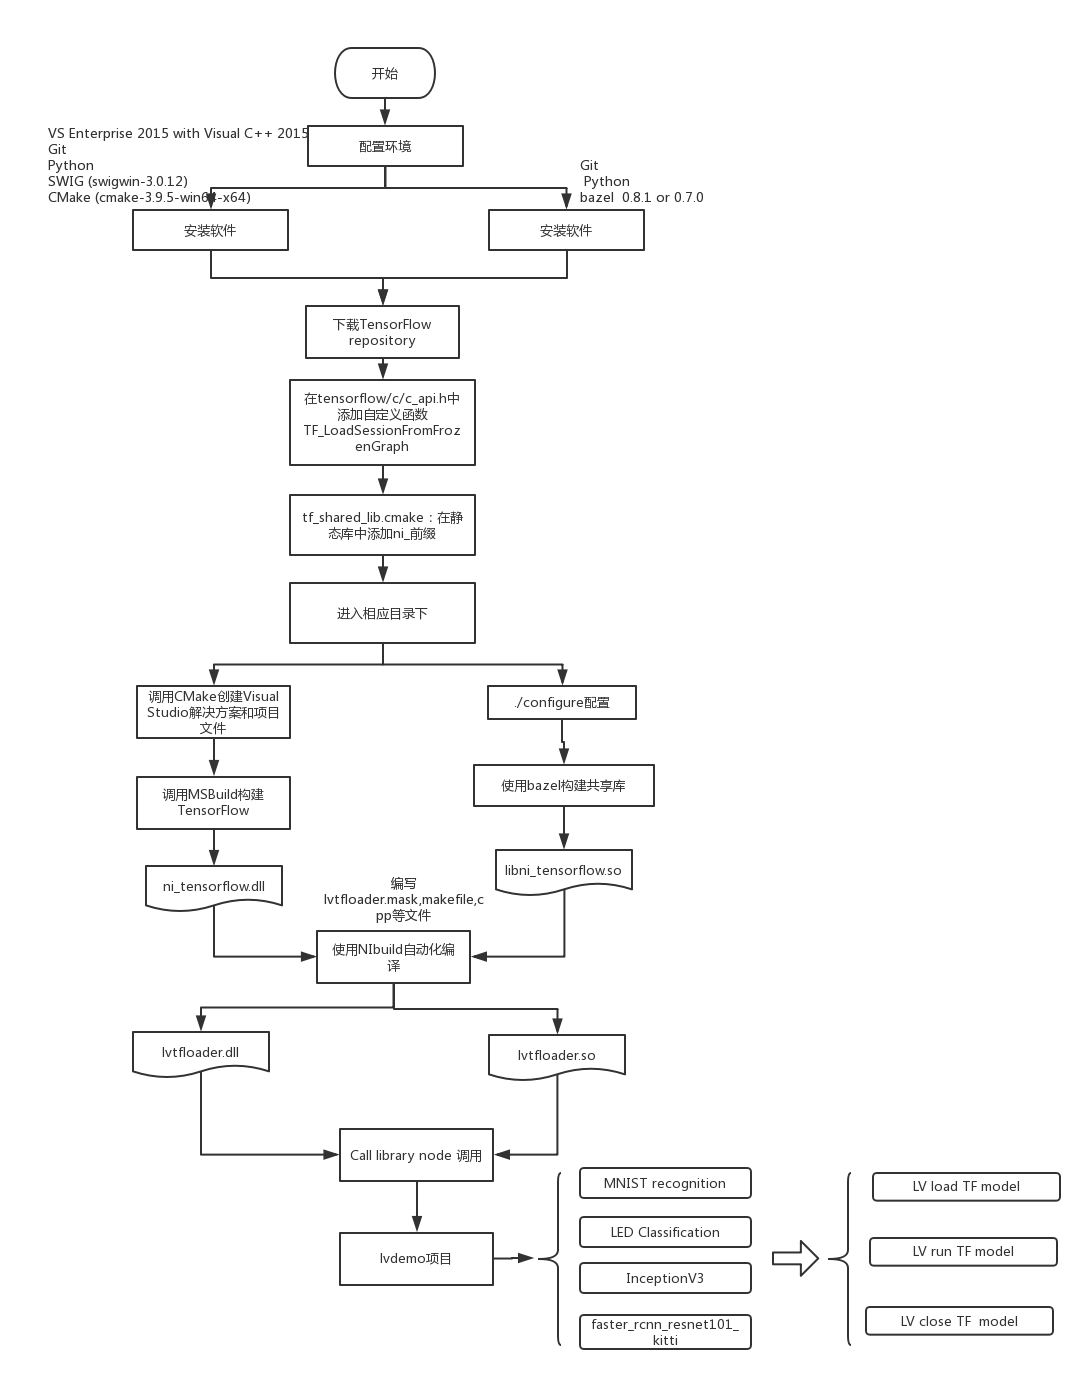 开始
VS Enterprise 2015 with Visual C++ 2015
Git
Python
SWIG (swigwin-3.0.12)
CMake (cmake-3.9.5-win64-x64)
配置环境
Git
Python
bazel  0.8.1 or 0.7.0
安装软件
安装软件
下载TensorFlow
repository
在tensorflow/c/c_api.h中
添加自定义函数
TF_LoadSessionFromFroz
enGraph
tf_shared_lib.cmake：在静
态库中添加ni_前缀
进入相应目录下
调用CMake创建Visual
Studio解决方案和项目
文件
./configure配置
调用MSBuild构建
TensorFlow
使用bazel构建共享库
ni_tensorflow.dll
libni_tensorflow.so
编写
lvtfloader.mask,makefile,c
pp等文件
使用NIbuild自动化编
译
lvtfloader.dll
lvtfloader.so
Call library node 调用
lvdemo项目
MNIST recognition
LED Classification
InceptionV3
faster_rcnn_resnet101_
kitti
LV load TF model
LV run TF model
LV close TF  model